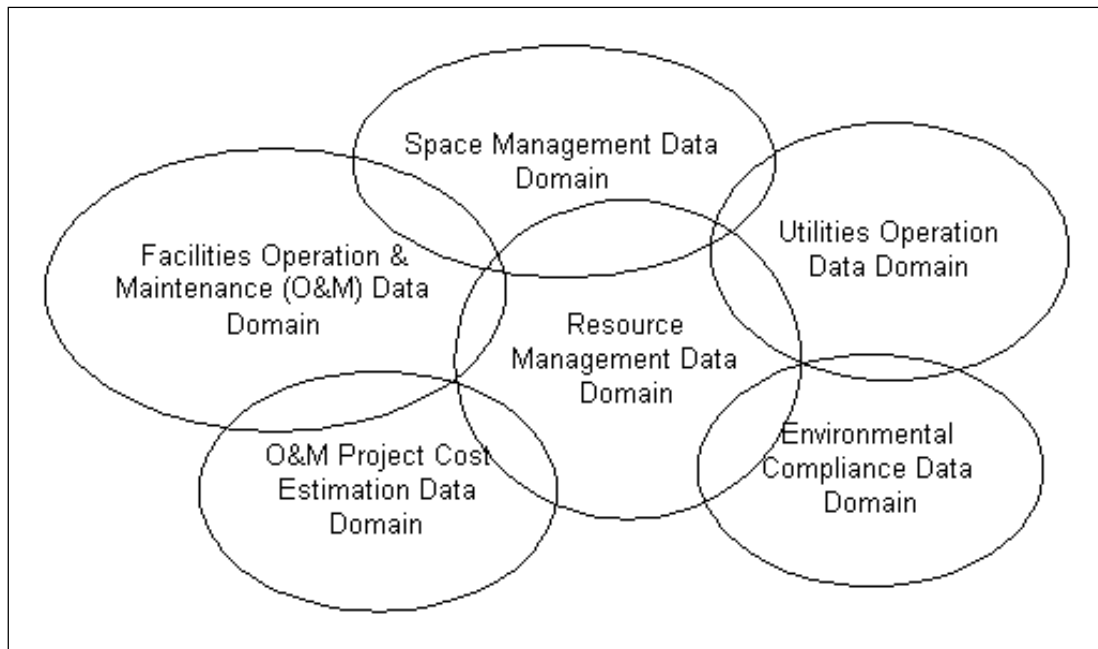 Space Management Data
Domain
Utilities Operation
Data Domain
Facilities Operation &
Maintenance (O&M) Data
Domain
Resource
Management Data
Domain
O&M Project Cost
Estimation Data
Domain
Environmental
Compliance Data
Domain